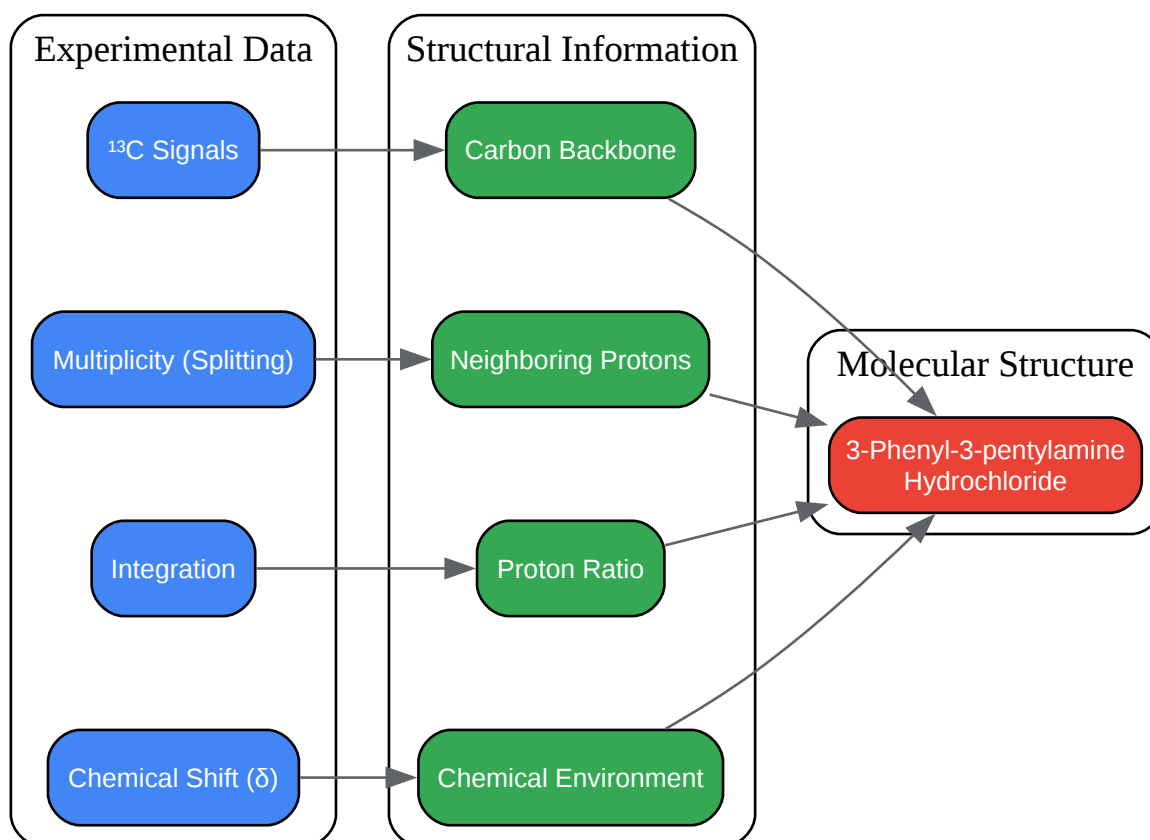 Experimental Data
Structural Information
¹³C Signals
Carbon Backbone
Multiplicity (Splitting)
Neighboring Protons
Molecular Structure
3-Phenyl-3-pentylamine
Hydrochloride
Integration
Proton Ratio
Chemical Shift (δ)
Chemical Environment